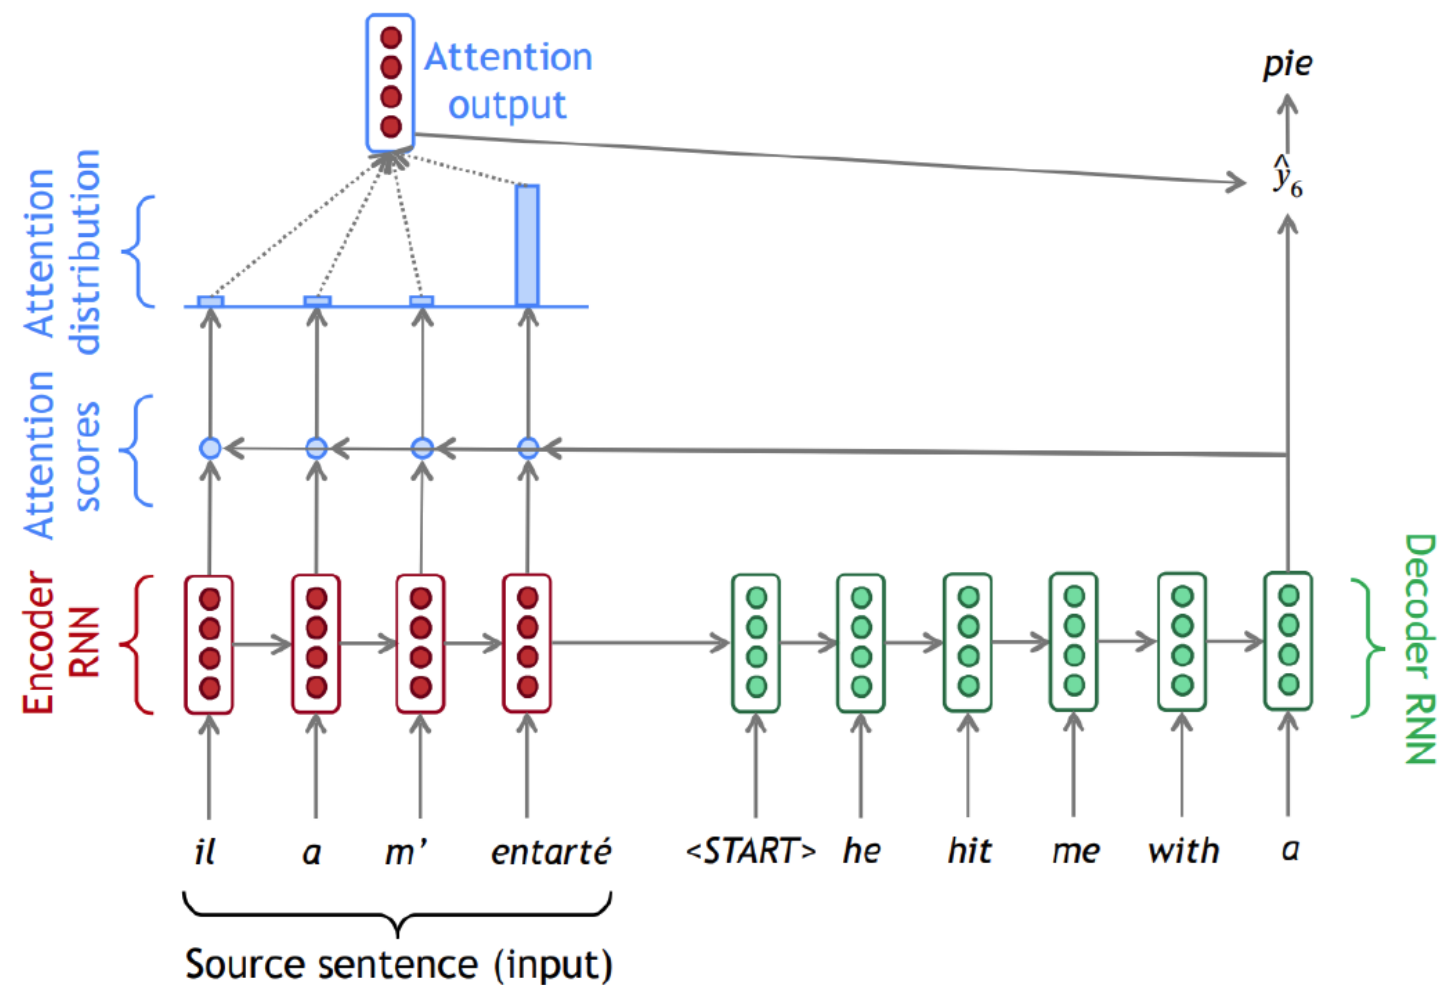 Attention
output
pie
ŷ6
Attention
distribution
Attention
scores
Encoder
RNN
Decoder RNN
il a m’ entarté <START> he hit me with a
Source sentence (input)